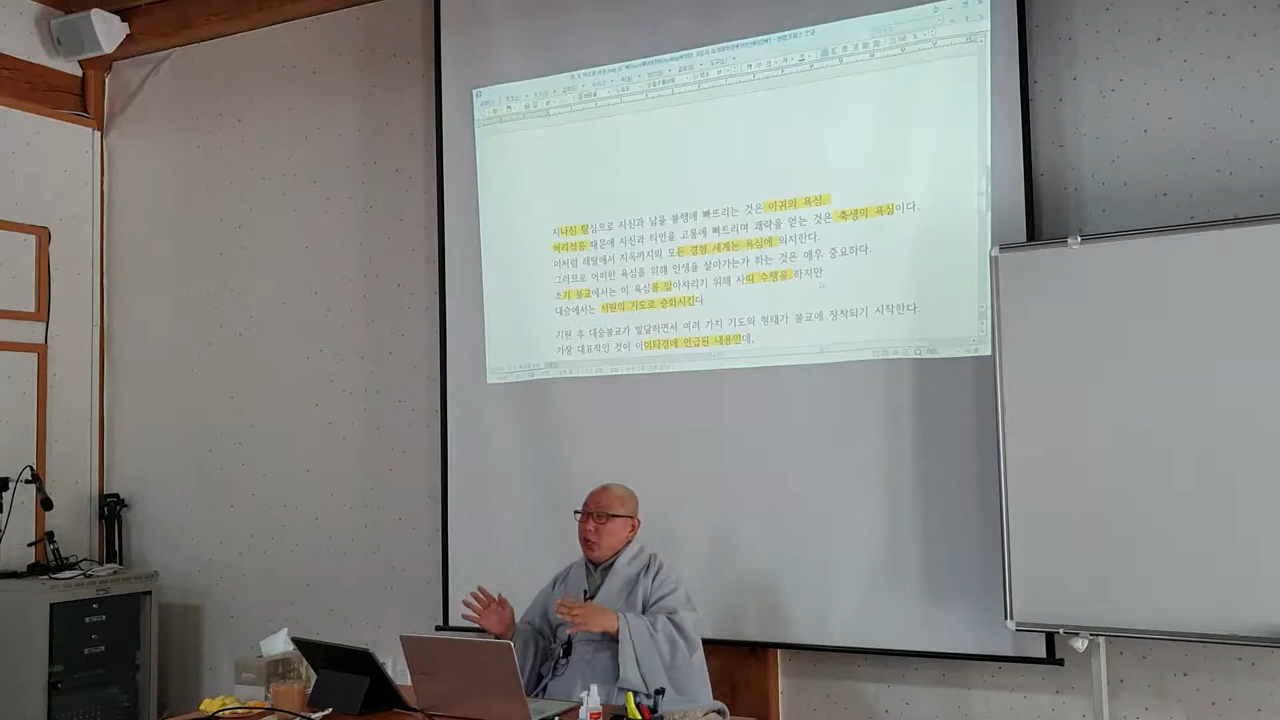 지나친 탐심으로 자신과 남을 불행에 빠뜨리는 것은 아귀의 욕심,
어리석음 때문에 자신과 타인을 고통에 빠트리며 쾌락을 얻는 것은 축생의 욕심이다.
이처럼 해탈에서 지옥까지의 모든 경험 세계는 욕심에 의지한다.
그러므로 어떠한 욕심을 위해 인생을 살아가는가 하는 것은 매우 중요하다.
초기 불교에서는 이 욕심을 알아차리기 위해 사띠 수행을 하지만
대승에서는 서원의 기도로 승화시킨다
기원 후 대승불교가 발달하면서 여러 가지 기도의 형태가 불교에 정착되기 시작한다.
가장 대표적인 것이 아미타경에 언급된 내용인데,